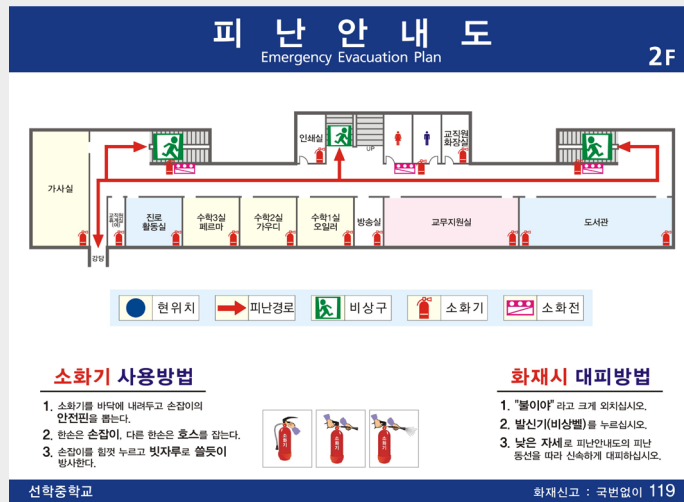 피 난 안 내 도
Emergency Evacuation Plan
2F
인쇄실
UP
교직원
화장실
가사실
진로
활동실
수학3실
페르마
수학2실
가우디
수학1실
오일러
방송실
교무지원실
도서관
강당
현위치
피난경로
비상구
소화기
소화전
소화기 사용방법
1. 소화기를 바닥에 내려두고 손잡이의
안전핀을 뽑는다.
2. 한손은 손잡이, 다른 한손은 호스를 잡는다.
3. 손잡이를 힘껏 누르고 빗자루로 쓸듯이
방사한다.
소화기
소화기
소화기
화재시 대피방법
1. "불이야" 라고 크게 외치십시오.
2. 발신기(비상벨)를 누르십시오.
3. 낮은 자세로 피난안내도의 피난
동선을 따라 신속하게 대피하십시오.
선학중학교
화재신고 : 국번없이 119